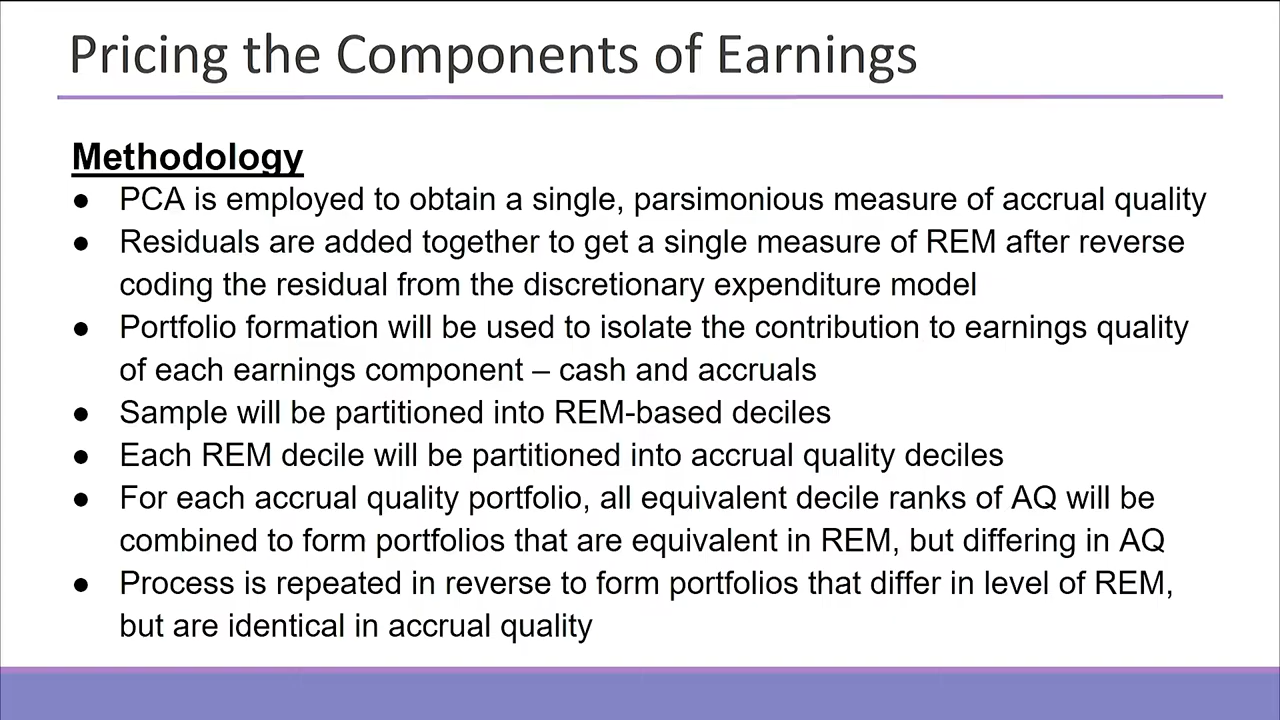 Pricing the Components of Earnings
Methodology
● PCA is employed to obtain a single, parsimonious measure of accrual quality
● Residuals are added together to get a single measure of REM after reverse
coding the residual from the discretionary expenditure model
● Portfolio formation will be used to isolate the contribution to earnings quality
of each earnings component – cash and accruals
● Sample will be partitioned into REM-based deciles
● Each REM decile will be partitioned into accrual quality deciles
● For each accrual quality portfolio, all equivalent decile ranks of AQ will be
combined to form portfolios that are equivalent in REM, but differing in AQ
● Process is repeated in reverse to form portfolios that differ in level of REM,
but are identical in accrual quality